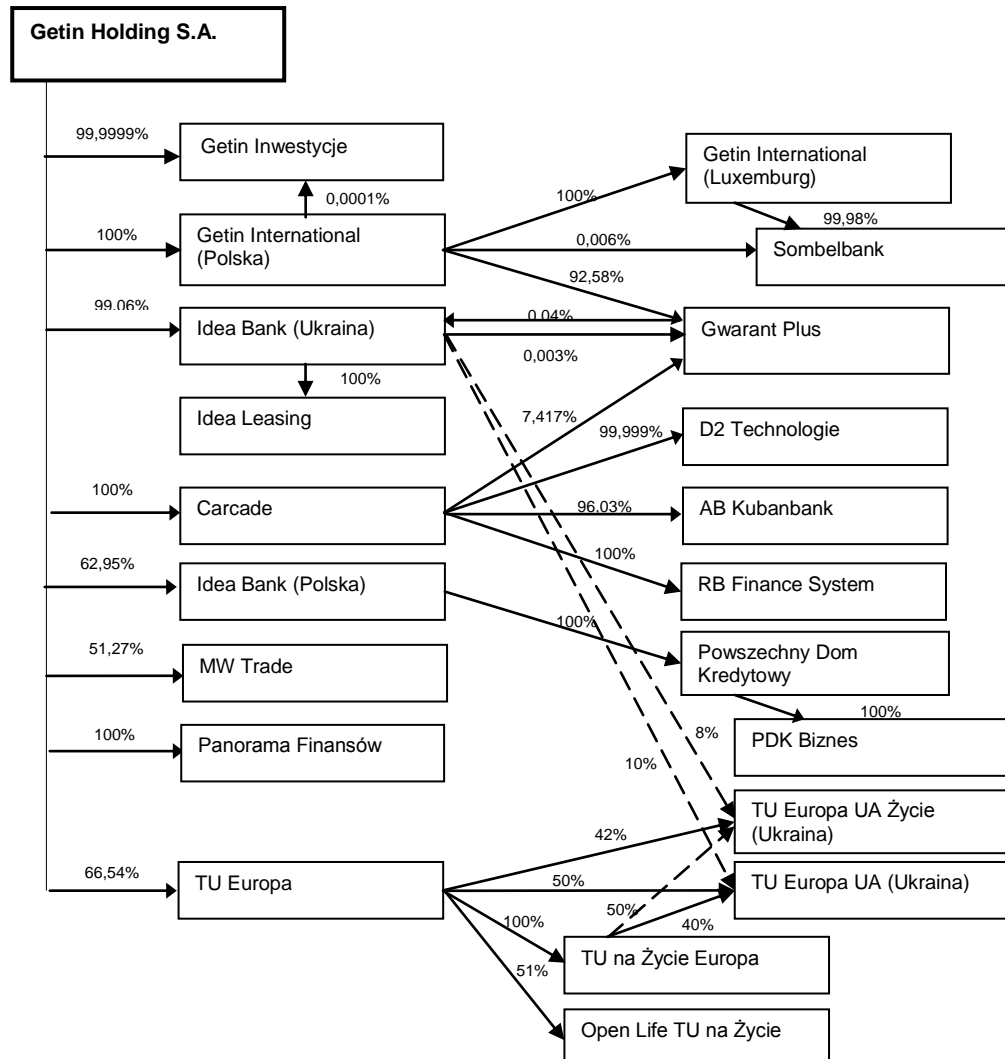 Getin Holding S.A.
99,9999%
Getin Inwestycje
Getin International
(Luxemburg)
0,0001%
100%
99,98%
100%
Getin International
(Polska)
0,006%
Sombelbank
92,58%
99,06%
Idea Bank (Ukraina)
0,04%
Gwarant Plus
0,003%
100%
Idea Leasing
7,417%
99,999%
D2 Technologie
100%
Carcade
96,03%
AB Kubanbank
62,95%
Idea Bank (Polska)
100%
RB Finance System
100%
Powszechny Dom
Kredytowy
51,27%
MW Trade
100%
PDK Biznes
100%
Panorama Finansów
8%
10%
TU Europa UA Życie
(Ukraina)
42%
66,54%
TU Europa
50%
TU Europa UA (Ukraina)
50%
100%
40%
TU na Życie Europa
51%
Open Life TU na Życie